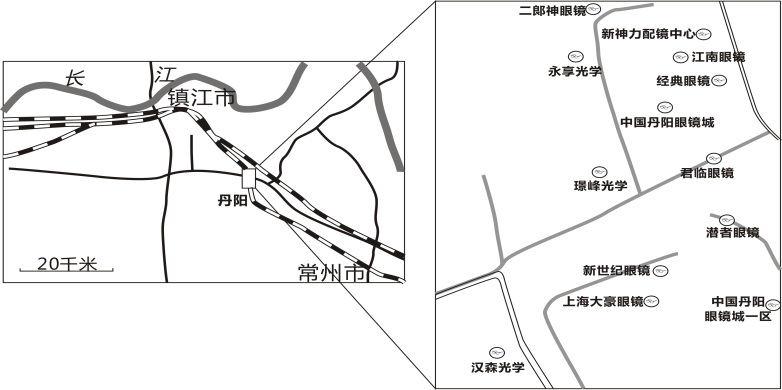 长江
镇江市
丹阳
20千米
常州市
二郎神眼镜
新神力配镜中心
江南眼镜
永享光学
经典眼镜
中国丹阳眼镜城
君临眼镜
璟峰光学
潜者眼镜
新世纪眼镜
上海大豪眼镜
中国丹阳
眼镜城一区
汉森光学